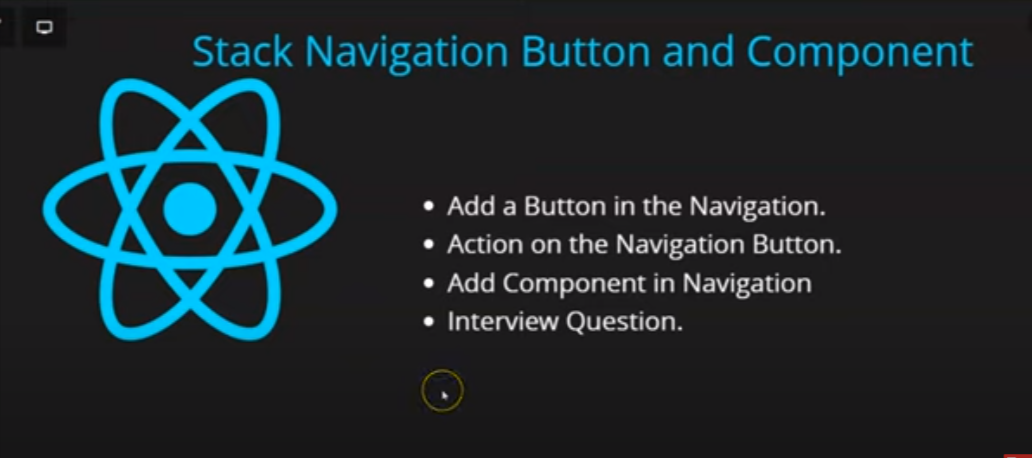 Stack Navigation Button and Component
• Add a Button in the Navigation.
• Action on the Navigation Button.
• Add Component in Navigation
• Interview Question.